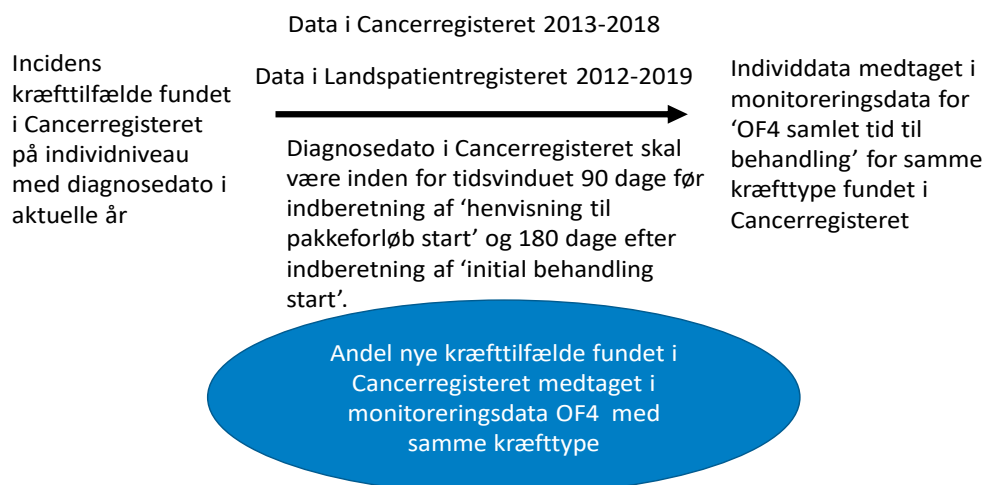 Data i Cancerregisteret 2013-2018
Incidens
kræfttilfælde fundet
i Cancerregisteret
på individniveau
med diagnosedato i
aktuelle år
Data i Landspatientregisteret 2012-2019
Diagnosedato i Cancerregisteret skal
være inden for tidsvinduet 90 dage før
indberetning af ‘henvisning til
pakkeforløb start’ og 180 dage efter
indberetning af ‘initial behandling
start’.
Individdata medtaget i
monitoreringsdata for
‘OF4 samlet tid til
behandling’ for samme
kræfttype fundet i
Cancerregisteret
Andel nye kræfttilfælde fundet i
Cancerregisteret medtaget i
monitoreringsdata OF4 med
samme kræfttype